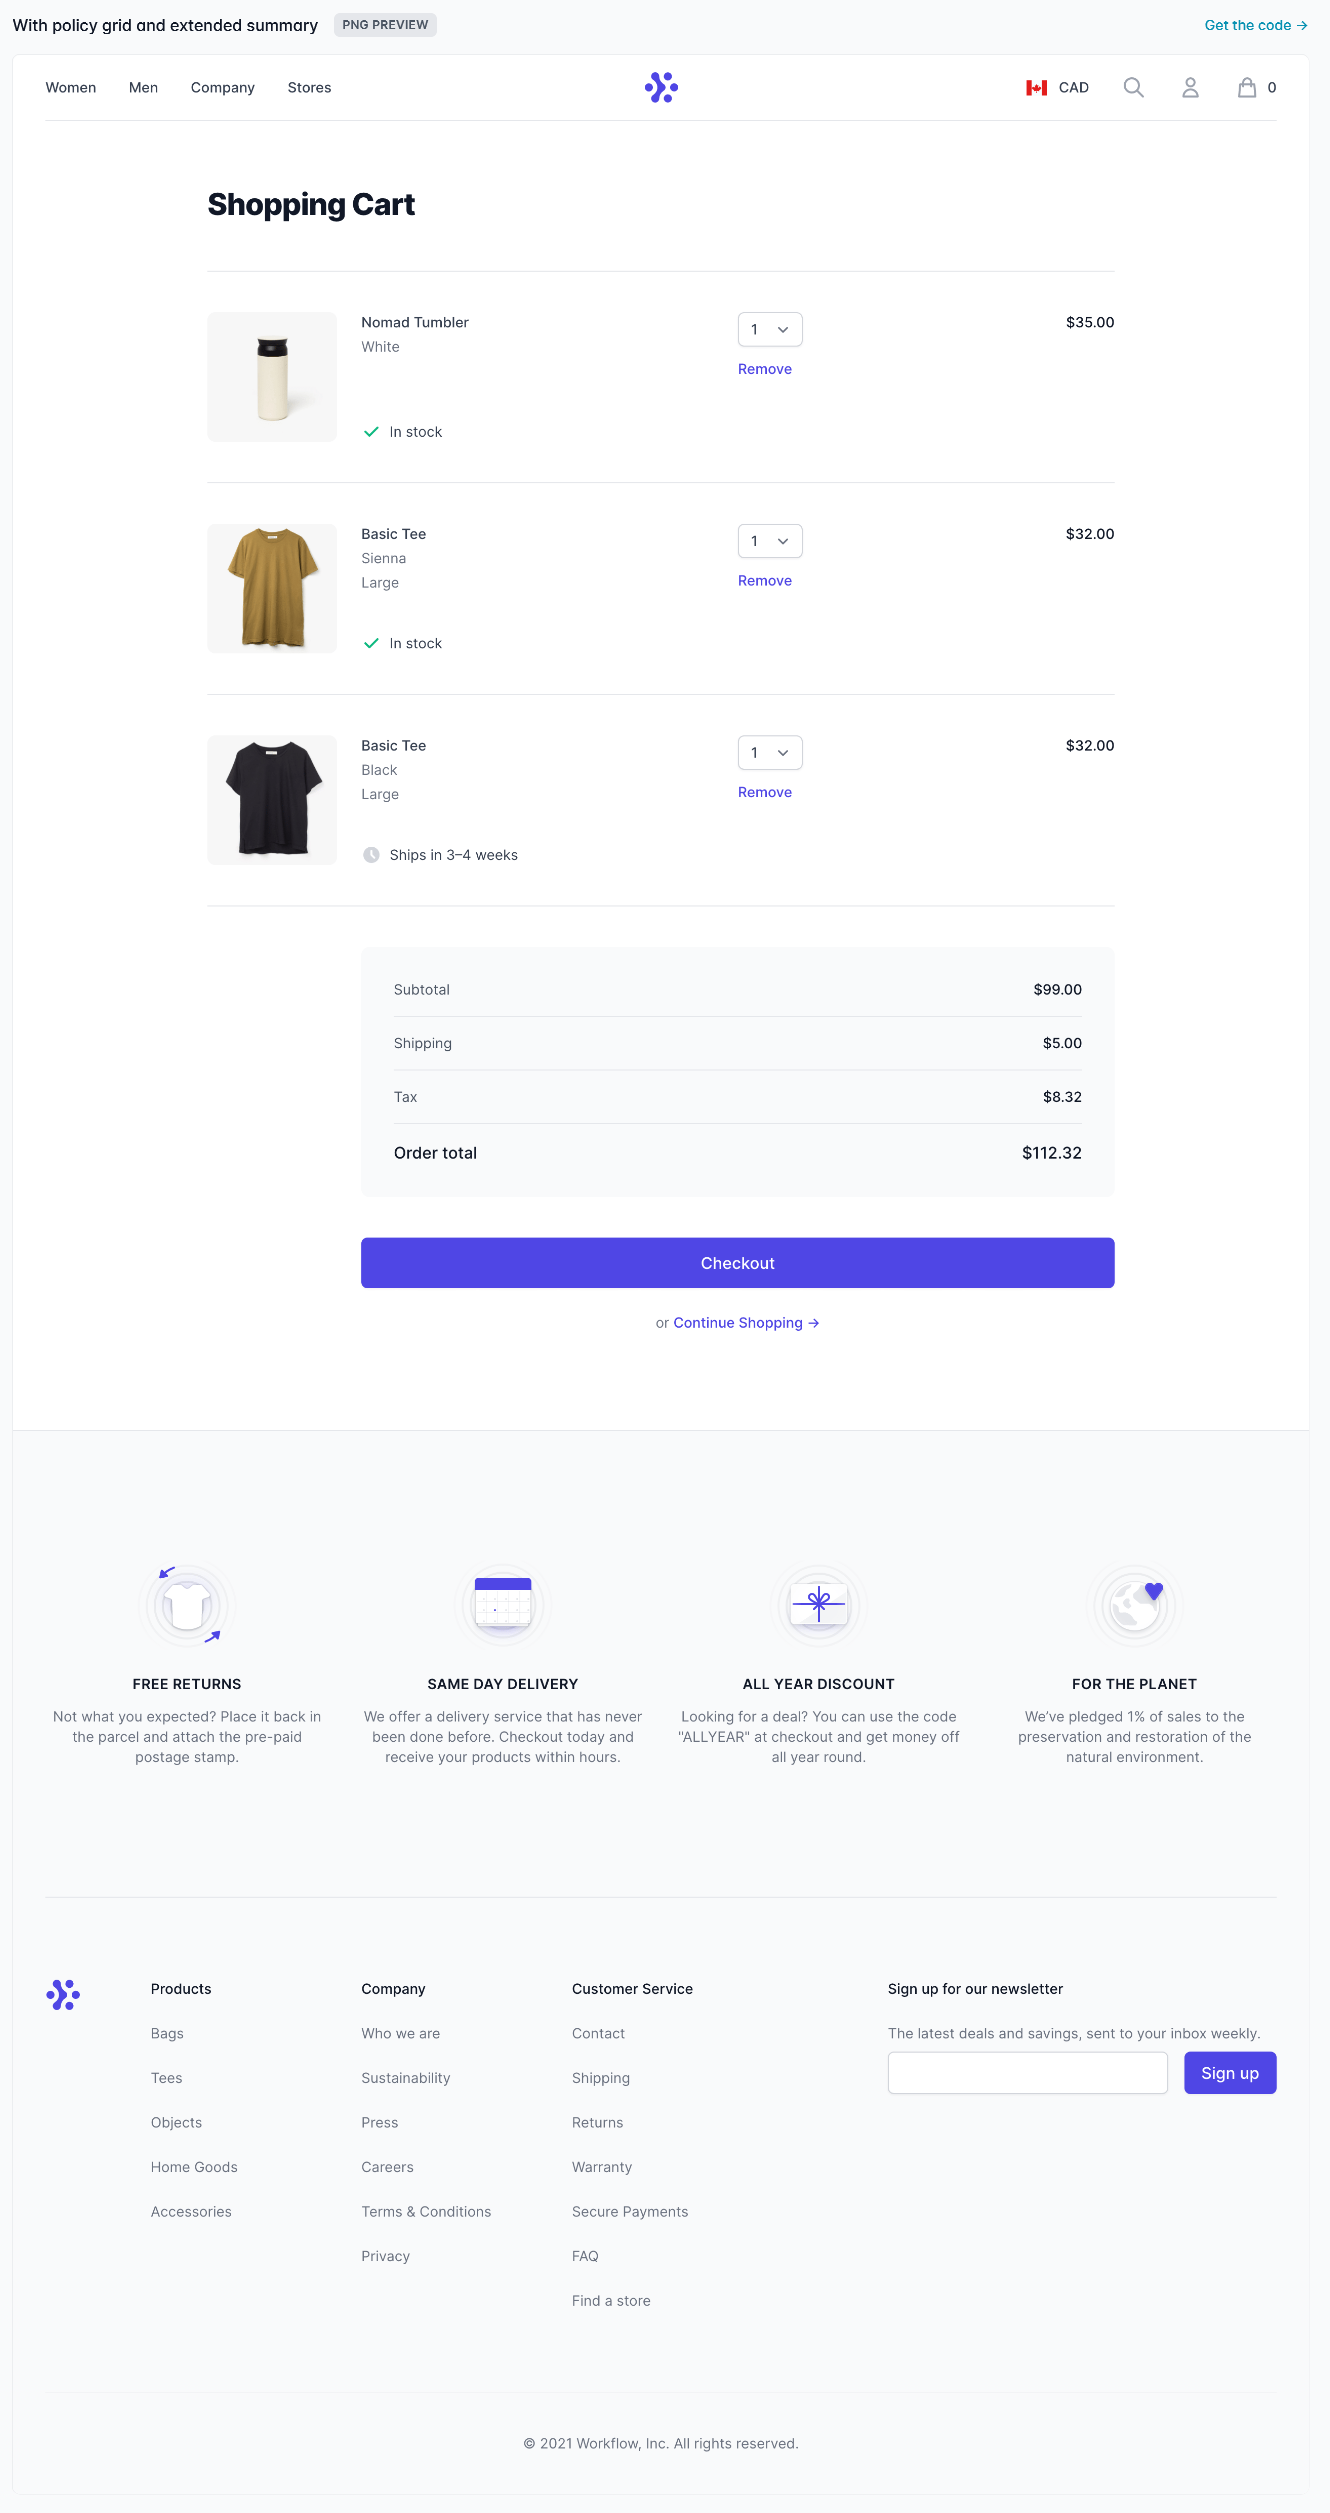 With policy grid and extended summary PNG PREVIEW Get the code →
Women Men Company Stores CAD 0
Shopping Cart
Nomad Tumbler 1 $35.00
White
Remove
In stock
Basic Tee 1 $32.00
Sienna
Remove
Large
In stock
Basic Tee 1 $32.00
Black
Remove
Large
Ships in 3–4 weeks
Subtotal $99.00
Shipping $5.00
Tax $8.32
Order total $112.32
Checkout
or Continue Shopping →
FREE RETURNS
Not what you expected? Place it back in
the parcel and attach the pre-paid
postage stamp.
SAME DAY DELIVERY
We offer a delivery service that has never
been done before. Checkout today and
receive your products within hours.
ALL YEAR DISCOUNT
Looking for a deal? You can use the code
"ALLYEAR" at checkout and get money off
all year round.
FOR THE PLANET
We’ve pledged 1% of sales to the
preservation and restoration of the
natural environment.
Products
Bags
Tees
Objects
Home Goods
Accessories
Company
Who we are
Sustainability
Press
Careers
Terms & Conditions
Privacy
Customer Service
Contact
Shipping
Returns
Warranty
Secure Payments
FAQ
Find a store
Sign up for our newsletter
The latest deals and savings, sent to your inbox weekly.
Sign up
© 2021 Workflow, Inc. All rights reserved.